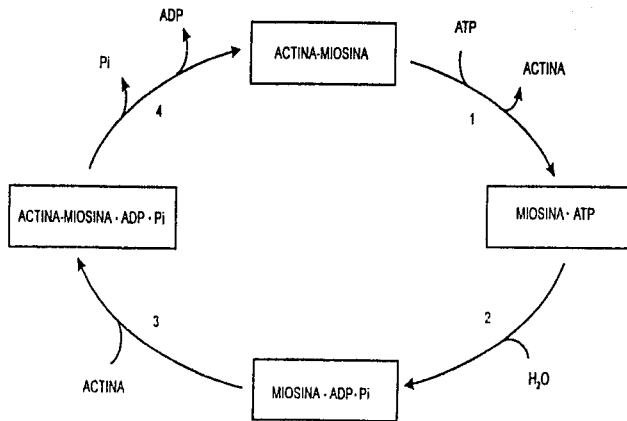 ADP
ATP
Pi
ACTINA-MIOSINA
ACTINA
4
1
ACTINA-MIOSINA · ADP · Pi
MIOSINA · ATP
3
2
ACTINA
MIOSINA · ADP · Pi
H₂O